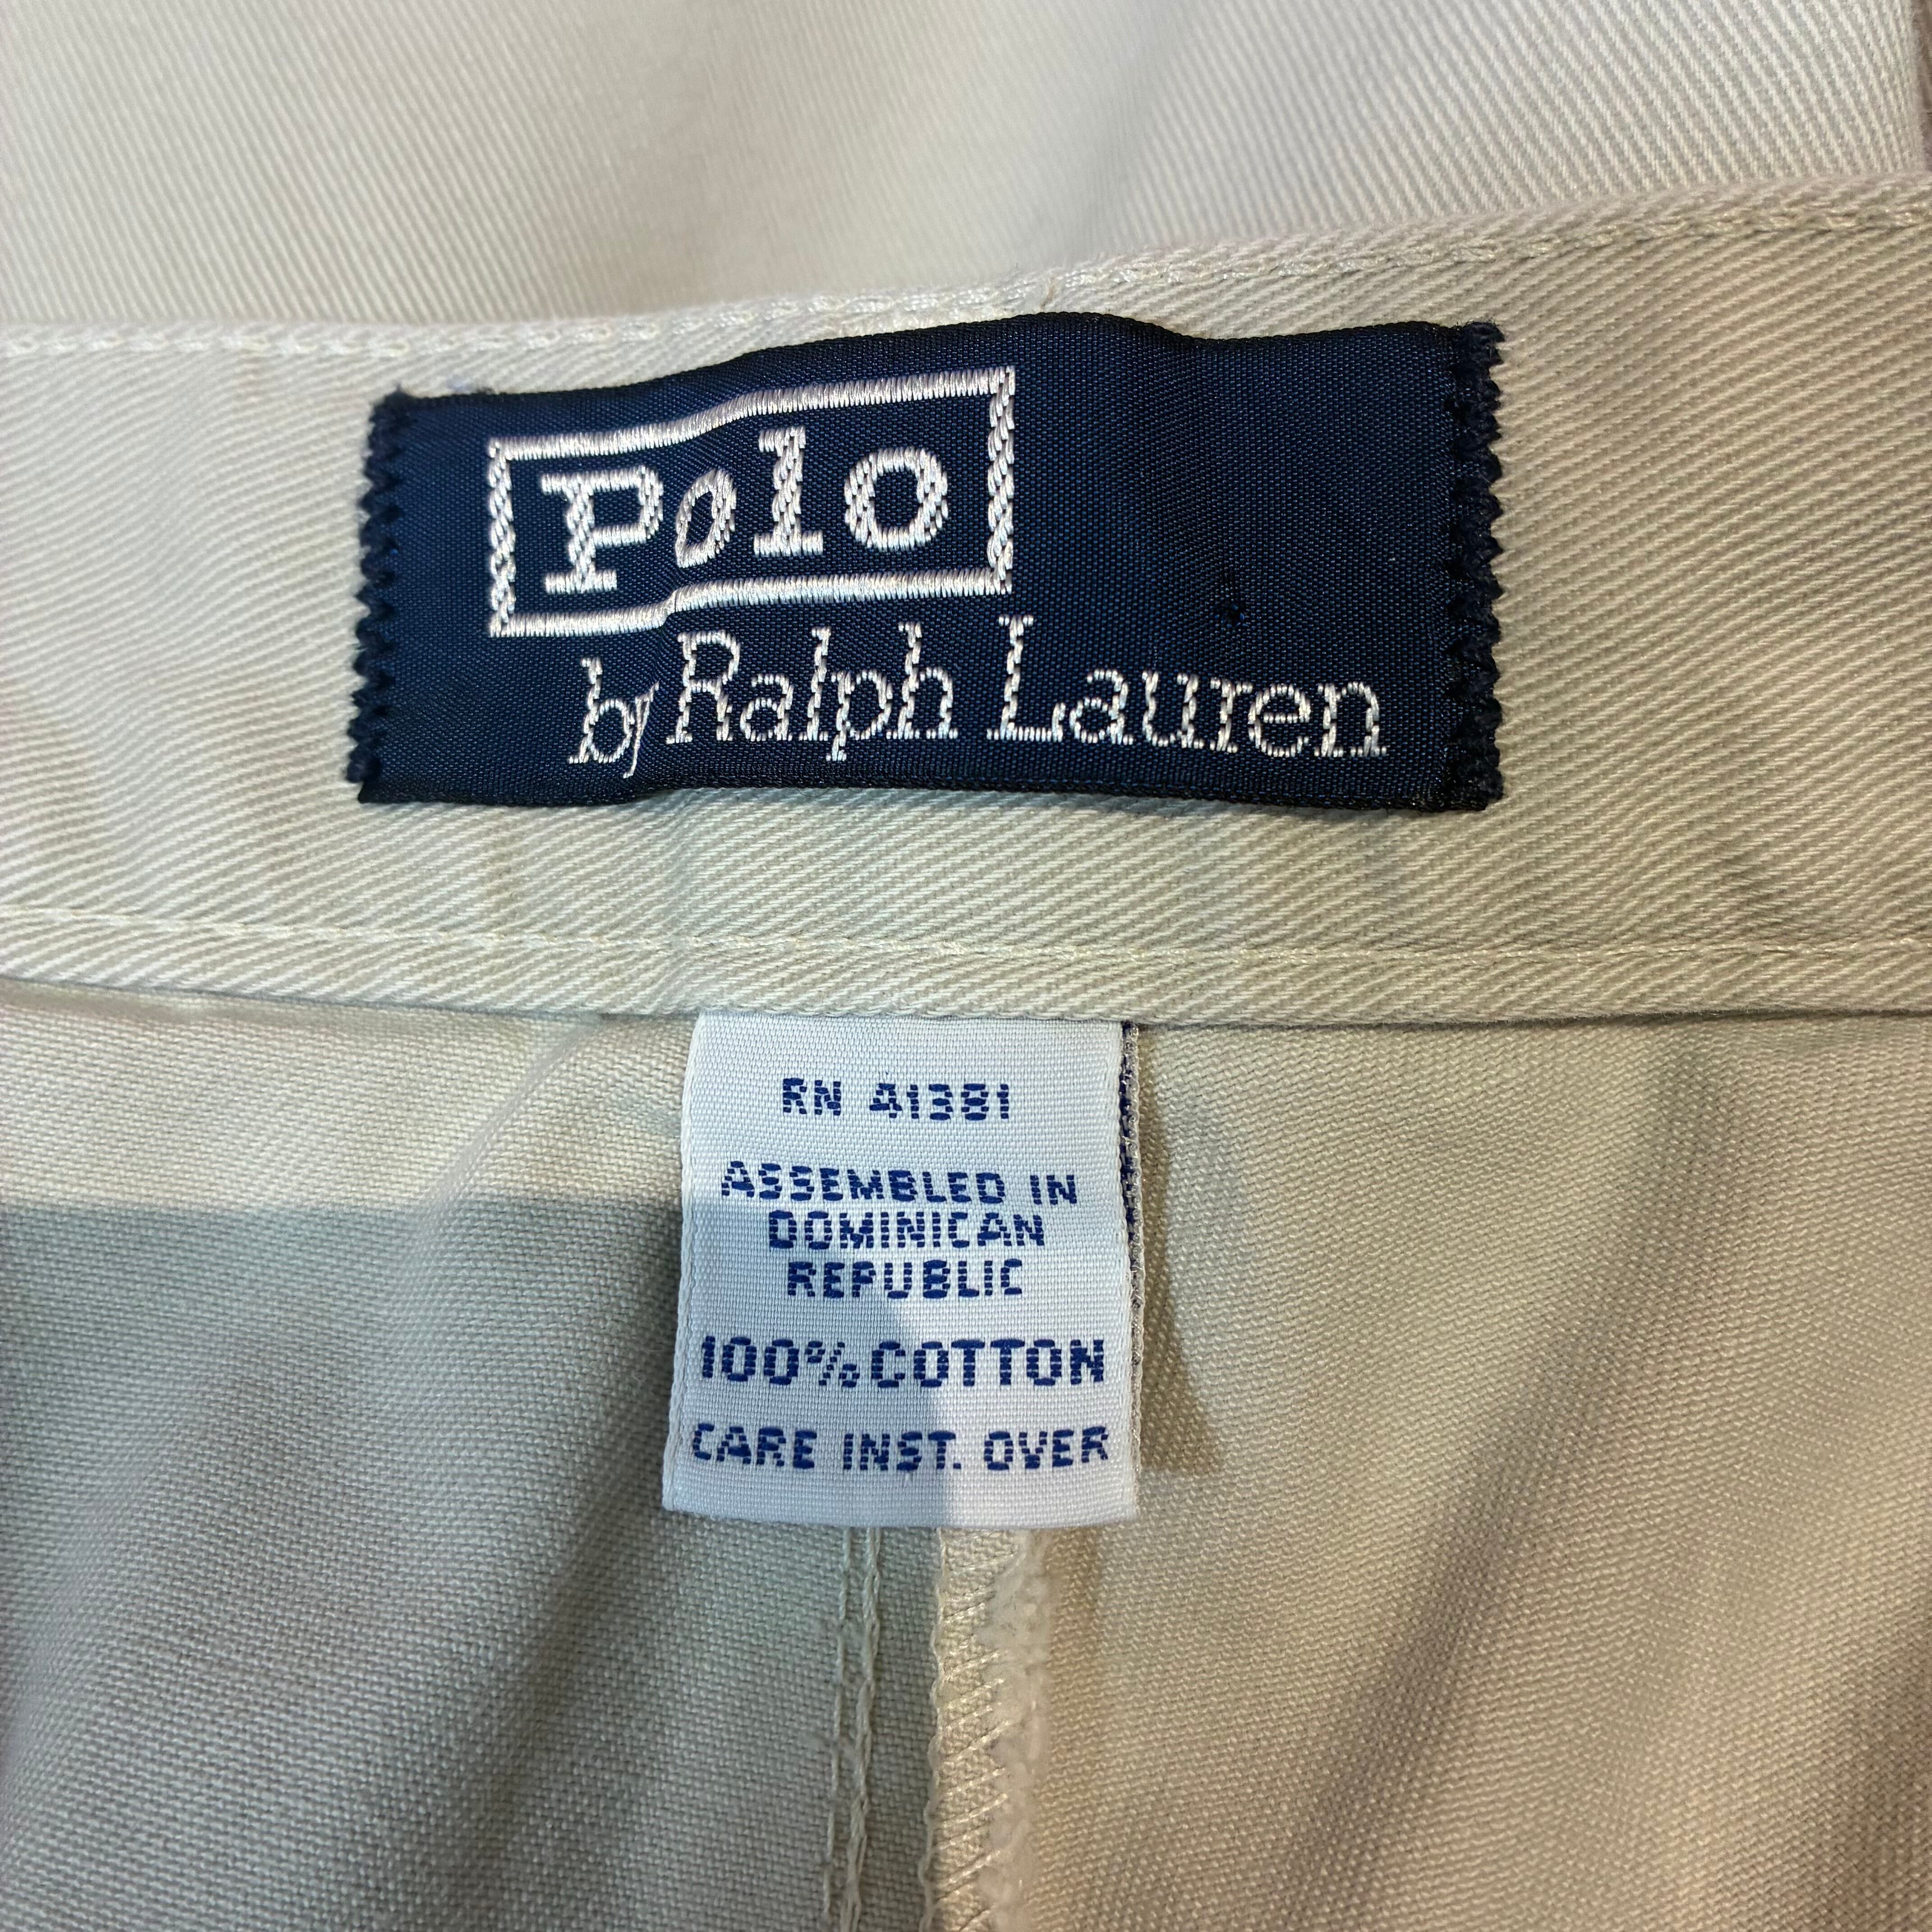 Polo
by Ralph Lauren
RN 41381
ASSEMBLED IN
DOMINICAN
REPUBLIC
100% COTTON
CARE INST. OVER